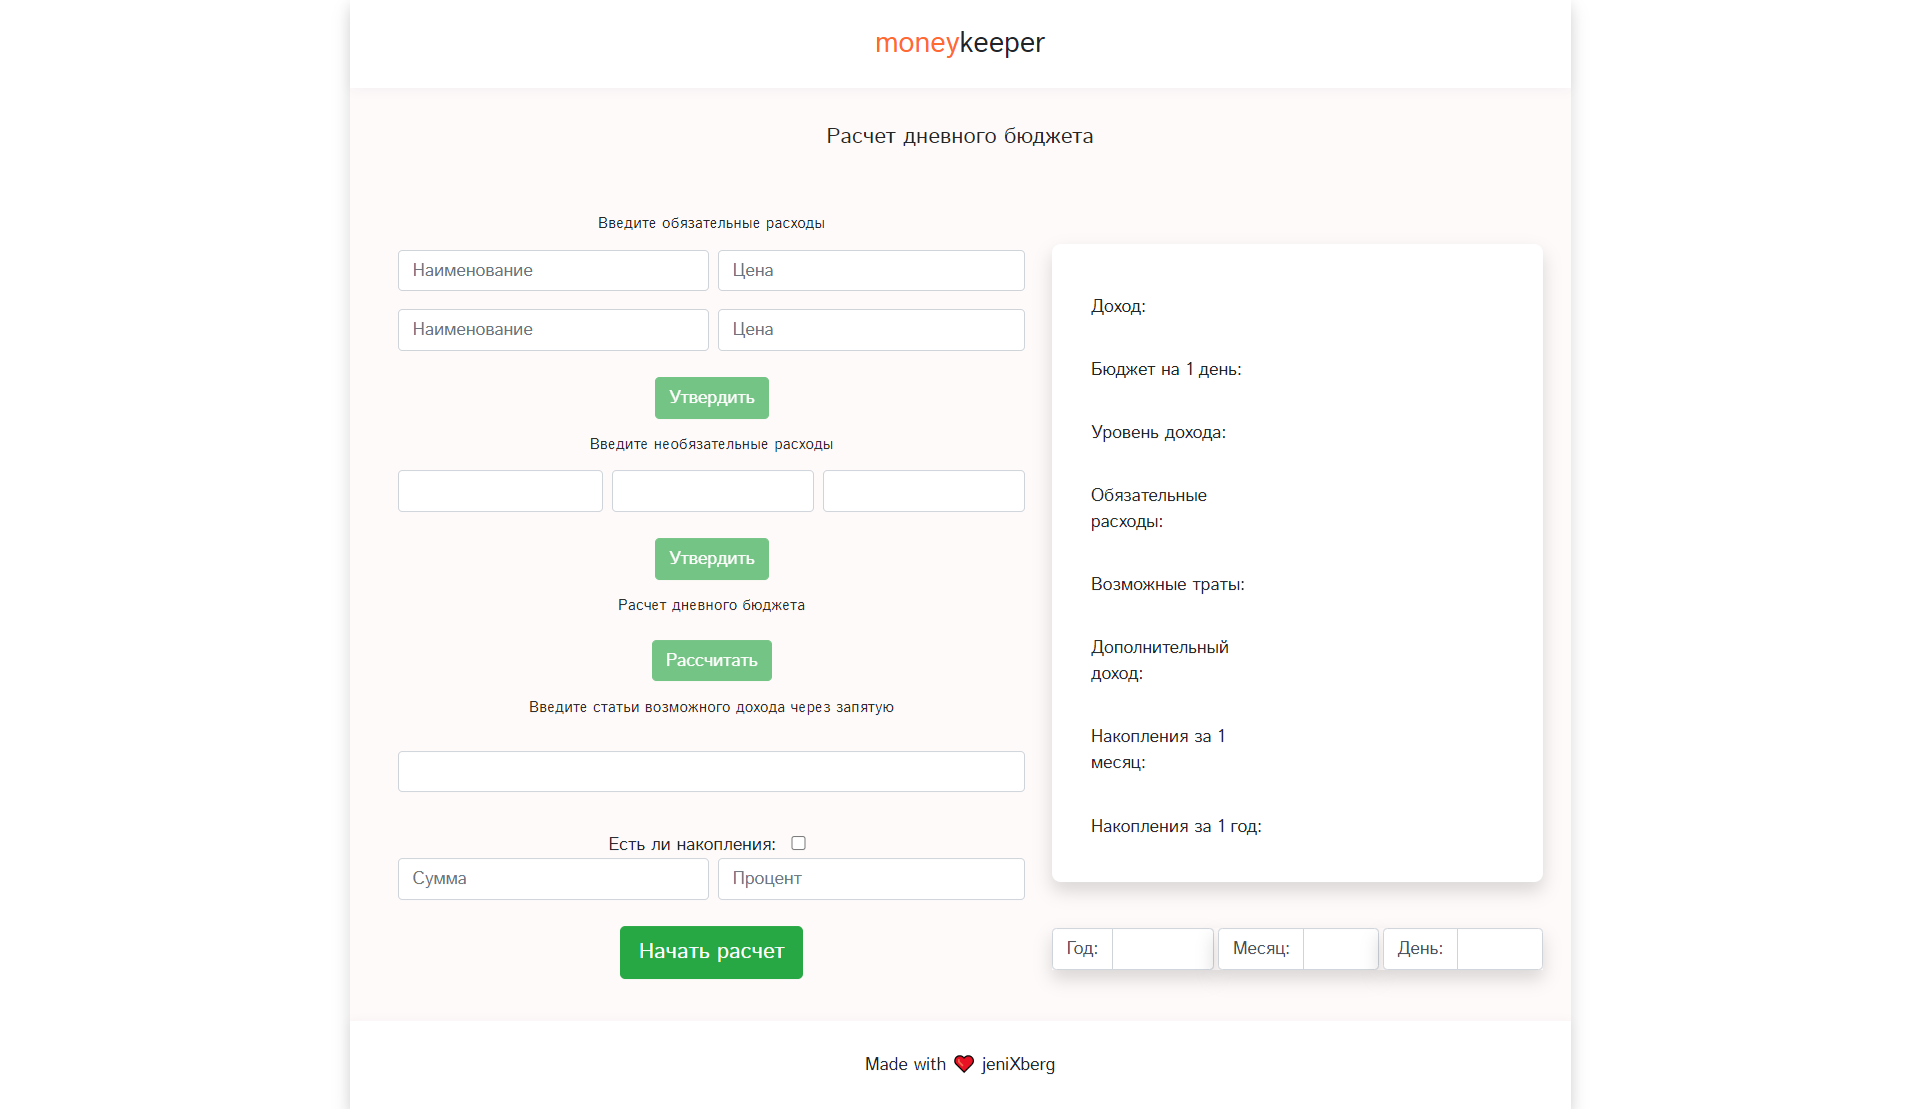 moneykeeper
Расчет дневного бюджета
Введите обязательные расходы
Наименование
Цена
Наименование
Цена
Утвердить
Введите необязательные расходы
Утвердить
Расчет дневного бюджета
Рассчитать
Введите статьи возможного дохода через запятую
Есть ли накопления:
Сумма
Процент
Начать расчет
Доход:
Бюджет на 1 день:
Уровень дохода:
Обязательные
расходы:
Возможные траты:
Дополнительный
доход:
Накопления за 1
месяц:
Накопления за 1 год:
Год:
Месяц:
День:
Made with ❤ jeniXberg